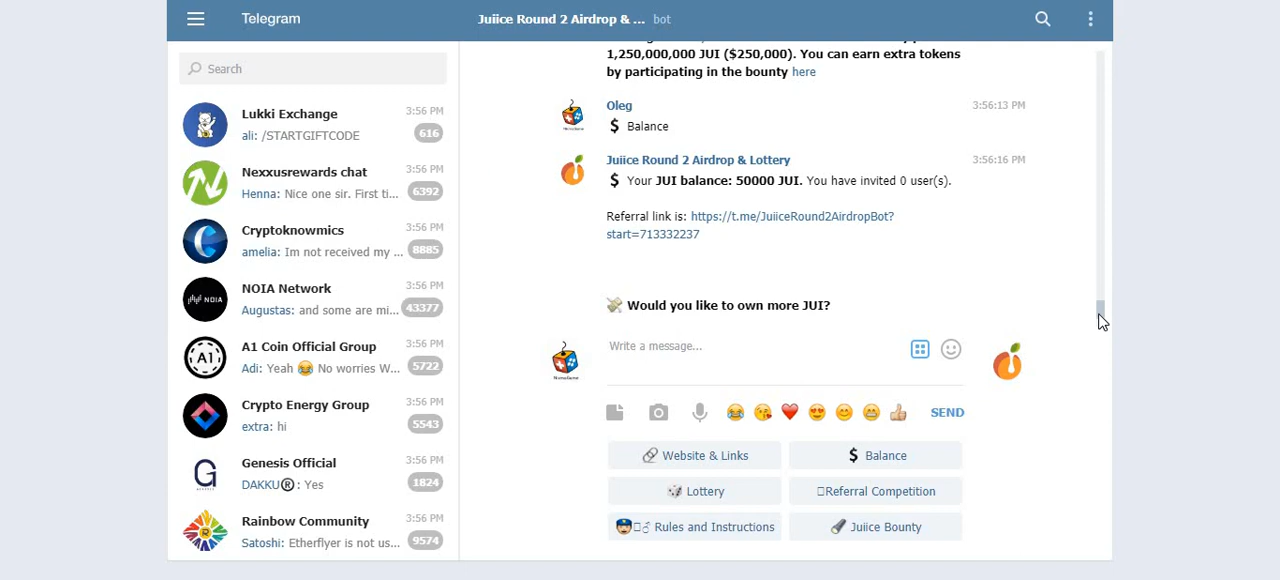 Telegram
Juiice Round 2 Airdrop & ... bot
Search
Lukki Exchange 3:56 PM
ali: /STARTGIFTCODE 616
Nexxusrewards chat 3:56 PM
Henna: Nice one sir. First ti... 6392
Cryptoknowmics 3:56 PM
amelia: Im not received my ... 8885
NOIA Network 3:56 PM
Augustas: and some are mi... 43377
A1 Coin Official Group 3:56 PM
Adi: Yeah 😂 No worries W... 5722
Crypto Energy Group 3:56 PM
extra: hi 5543
Genesis Official 3:56 PM
DAKKU®️: Yes 1824
Rainbow Community 3:56 PM
Satoshi: Etherflyer is not us... 9574
1,250,000,000 JUI ($250,000). You can earn extra tokens
by participating in the bounty here
Oleg 3:56:13 PM
$ Balance
Juiice Round 2 Airdrop & Lottery 3:56:16 PM
$ Your JUI balance: 50000 JUI. You have invited 0 user(s).
Referral link is: https://t.me/JuiiceRound2AirdropBot?
start=713332237
💸 Would you like to own more JUI?
Write a message...
SEND
Website & Links
$ Balance
Lottery
Referral Competition
Rules and Instructions
Juiice Bounty
NOIA
A1